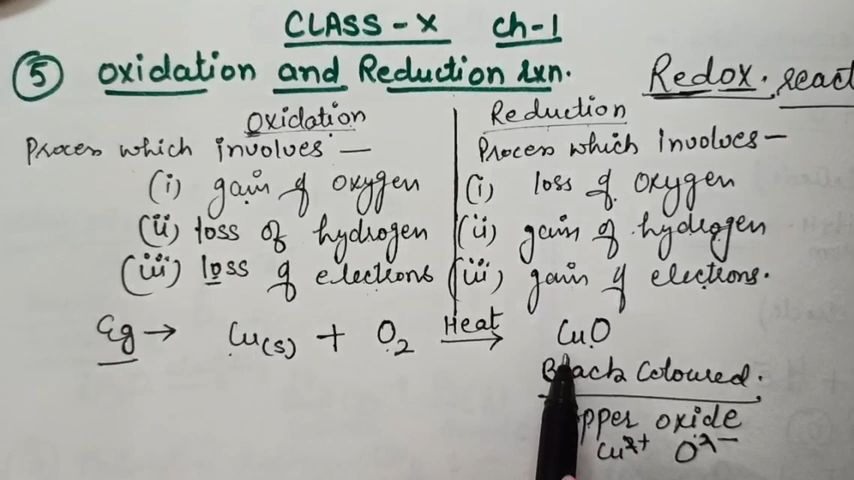 CLASS - X Ch-1
⑤ Oxidation and Reduction rxn.
Redox. react
Oxidation
Process which involves —
(i) gain of oxygen
(ii) loss of hydrogen
(iii) loss of electrons
Reduction
Process which involves —
(i) loss of oxygen
(ii) gain of hydrogen
(iii) gain of electrons.
Eg → Cu(s) + O2 Heat → CuO
Black Coloured.
pper oxide
Cu2+ O2-